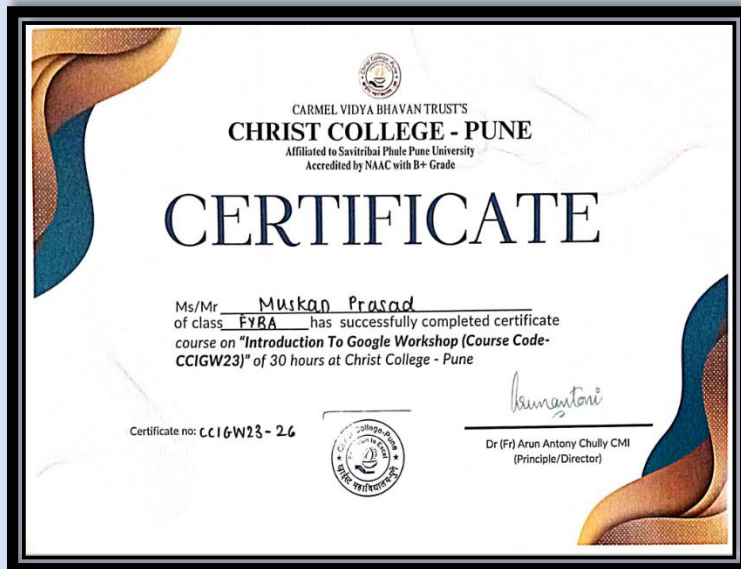 CARMEL VIDYA BHAVAN TRUST'S
CHRIST COLLEGE - PUNE
Affiliated to Savitribai Phule Pune University
Accredited by NAAC with B+ Grade
CERTIFICATE
Ms/Mr Muskan Prasad
of class FYBA has successfully completed certificate
course on "Introduction To Google Workshop (Course Code-
CCIGW23)" of 30 hours at Christ College - Pune
Certificate no: CCIGW23-26
Dr (Fr) Arun Antony Chully CMI
(Principle/Director)